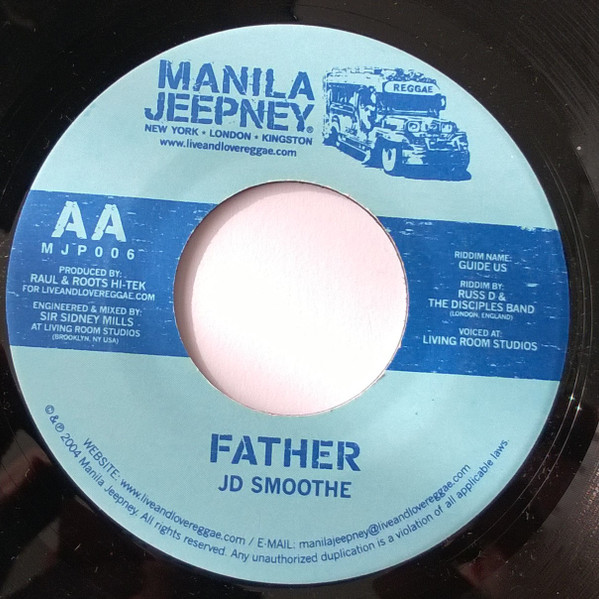 MANILA
JEEPNEY®
REGGAE
NEW YORK • LONDON • KINGSTON
www.liveandlovereggae.com
AA
MJP006
PRODUCED BY:
RAUL & ROOTS HI-TEK
FOR LIVEANDLOVEREGGAE.COM
ENGINEERED & MIXED BY:
SIR SIDNEY MILLS
AT LIVING ROOM STUDIOS
(BROOKLYN, NY USA)
RIDDIM NAME:
GUIDE US
RIDDIM BY:
RUSS D &
THE DISCIPLES BAND
(LONDON, ENGLAND)
VOICED AT:
LIVING ROOM STUDIOS
FATHER
JD SMOOTHE
WEBSITE: www.liveandlovereggae.com / E-MAIL: manilajeepney@liveandlovereggae.com
© & ℗ 2004 Manila Jeepney. All rights reserved. Any unauthorized duplication is a violation of all applicable laws.